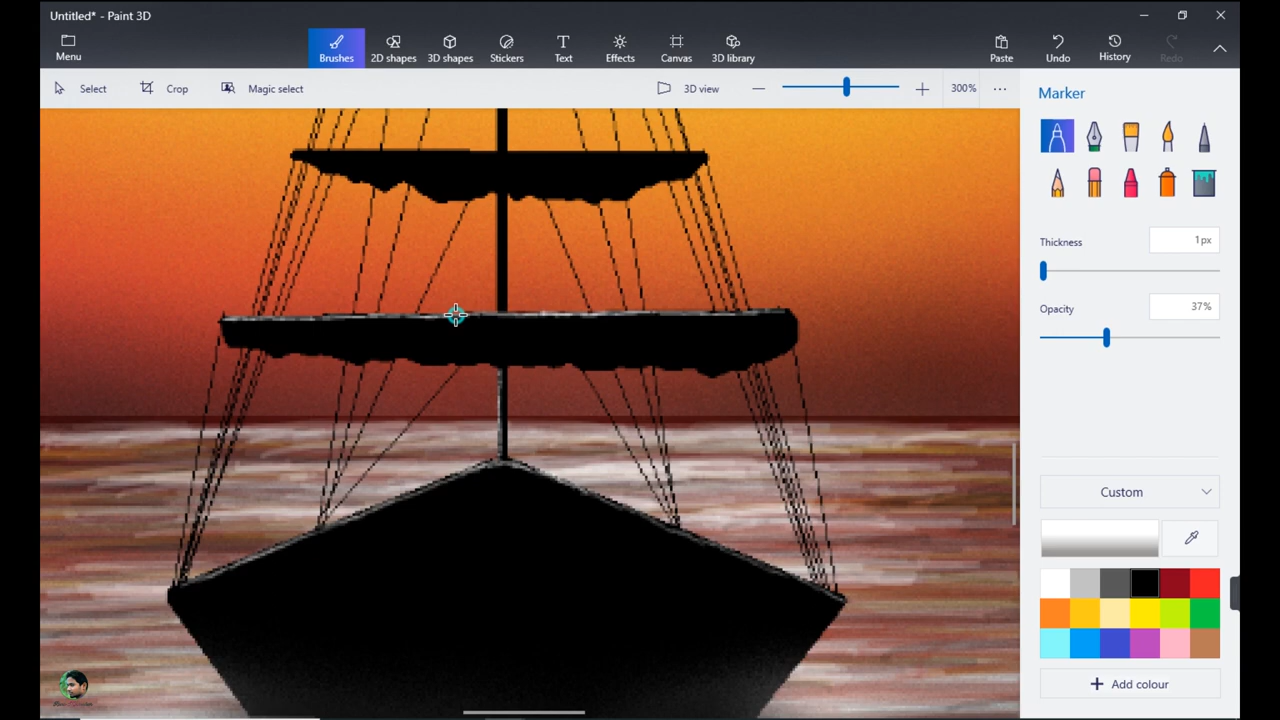 Untitled* - Paint 3D
Menu
Brushes
2D shapes
3D shapes
Stickers
Text
Effects
Canvas
3D library
Paste
Undo
History
Redo
Select
Crop
Magic select
3D view
300%
Marker
Thickness
1px
Opacity
37%
Custom
Add colour